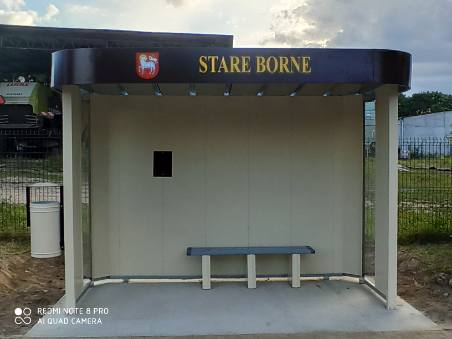 STARE BORNE
REDMI NOTE 8 PRO
AI QUAD CAMERA